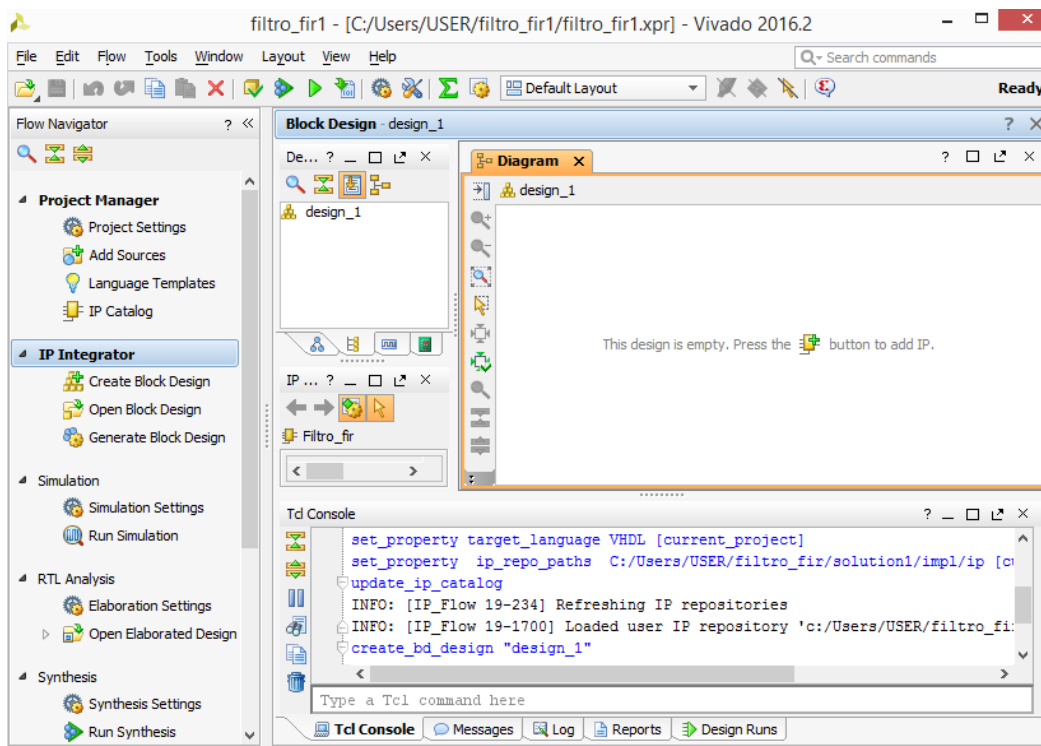 filtro_fir1 - [C:/Users/USER/filtro_fir1/filtro_fir1.xpr] - Vivado 2016.2
File Edit Flow Tools Window Layout View Help
Search commands
Default Layout
Ready
Flow Navigator
Project Manager
Project Settings
Add Sources
Language Templates
IP Catalog
IP Integrator
Create Block Design
Open Block Design
Generate Block Design
Simulation
Simulation Settings
Run Simulation
RTL Analysis
Elaboration Settings
Open Elaborated Design
Synthesis
Synthesis Settings
Run Synthesis
Block Design - design_1
De... ?
design_1
IP ... ?
Filtro_fir
Diagram
design_1
This design is empty. Press the button to add IP.
Tcl Console
set_property target_language VHDL [current_project]
set_property ip_repo_paths C:/Users/USER/filtro_fir/solution1/impl/ip [cu
update_ip_catalog
INFO: [IP_Flow 19-234] Refreshing IP repositories
INFO: [IP_Flow 19-1700] Loaded user IP repository 'c:/Users/USER/filtro_fi
create_bd_design "design_1"
Type a Tcl command here
Tcl Console Messages Log Reports Design Runs